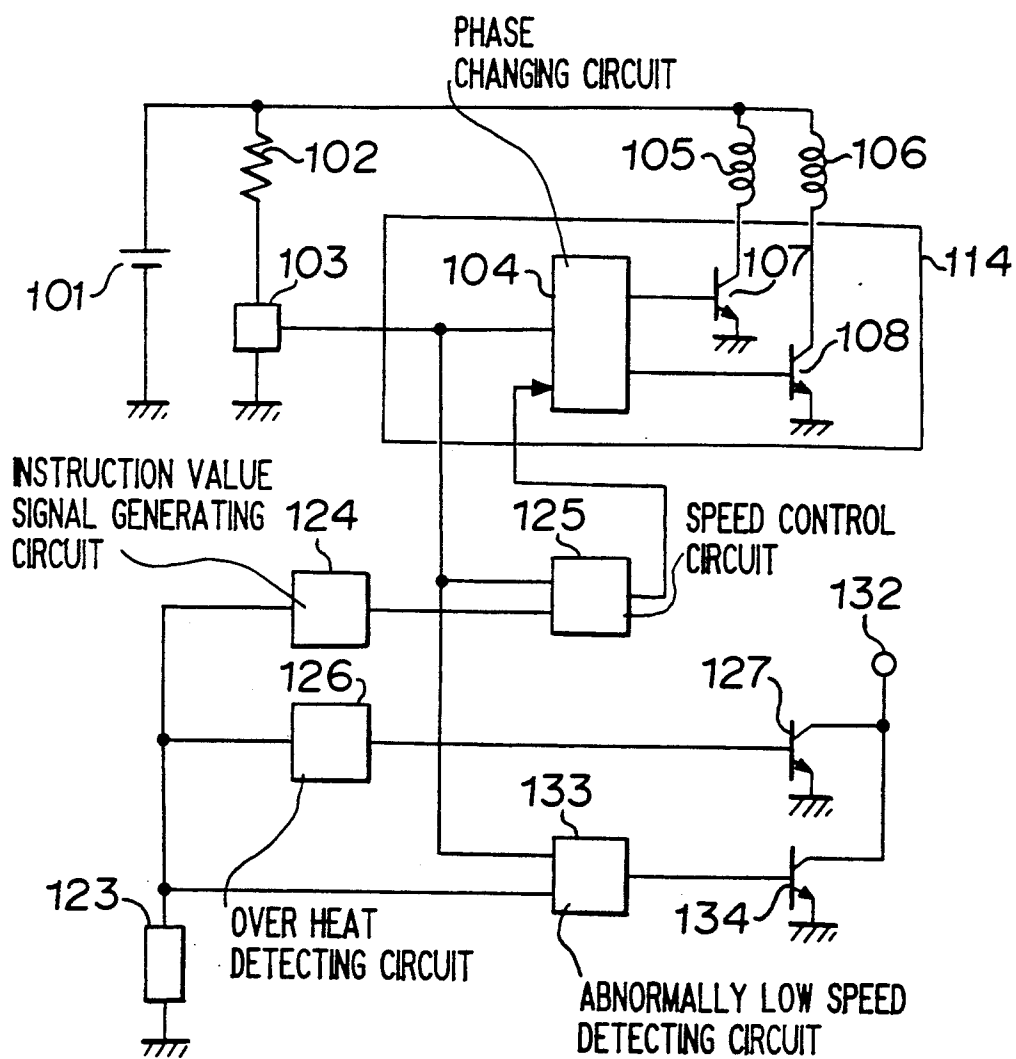 PHASE
CHANGING CIRCUIT
102
105
106
103
104
107
114
101
108
INSTRUCTION VALUE
SIGNAL GENERATING
CIRCUIT
124
125
SPEED CONTROL
CIRCUIT
132
126
127
133
123
134
OVER HEAT
DETECTING CIRCUIT
ABNORMALLY LOW SPEED
DETECTING CIRCUIT